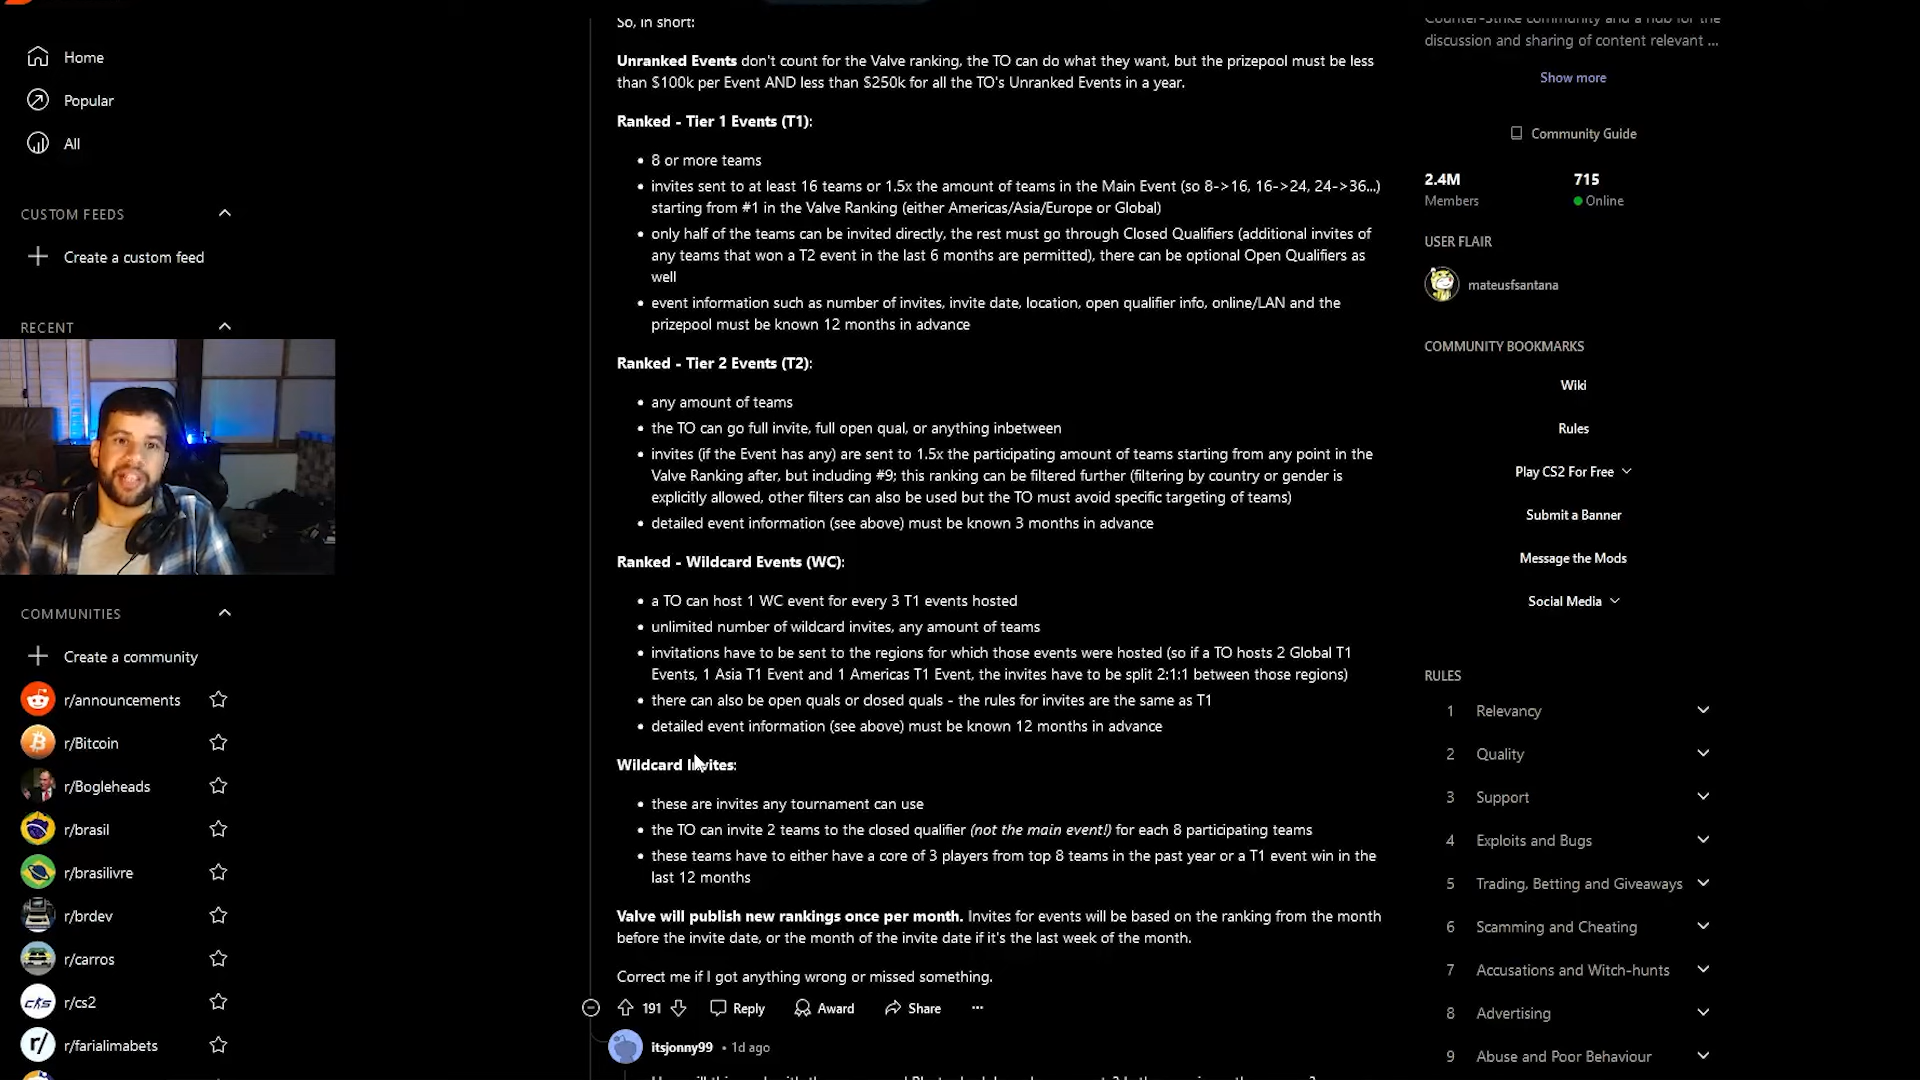 Home
Popular
All
CUSTOM FEEDS
Create a custom feed
RECENT
COMMUNITIES
Create a community
r/announcements
r/Bitcoin
r/Bogleheads
r/brasil
r/brasilivre
r/brdev
r/carros
r/cs2
r/farialimabets
So, in short:
Unranked Events don't count for the Valve ranking, the TO can do what they want, but the prizepool must be less
than $100k per Event AND less than $250k for all the TO's Unranked Events in a year.
Ranked - Tier 1 Events (T1):
• 8 or more teams
• invites sent to at least 16 teams or 1.5x the amount of teams in the Main Event (so 8->16, 16->24, 24->36...)
starting from #1 in the Valve Ranking (either Americas/Asia/Europe or Global)
• only half of the teams can be invited directly, the rest must go through Closed Qualifiers (additional invites of
any teams that won a T2 event in the last 6 months are permitted), there can be optional Open Qualifiers as
well
• event information such as number of invites, invite date, location, open qualifier info, online/LAN and the
prizepool must be known 12 months in advance
Ranked - Tier 2 Events (T2):
• any amount of teams
• the TO can go full invite, full open qual, or anything inbetween
• invites (if the Event has any) are sent to 1.5x the participating amount of teams starting from any point in the
Valve Ranking after, but including #9; this ranking can be filtered further (filtering by country or gender is
explicitly allowed, other filters can also be used but the TO must avoid specific targeting of teams)
• detailed event information (see above) must be known 3 months in advance
Ranked - Wildcard Events (WC):
• a TO can host 1 WC event for every 3 T1 events hosted
• unlimited number of wildcard invites, any amount of teams
• invitations have to be sent to the regions for which those events were hosted (so if a TO hosts 2 Global T1
Events, 1 Asia T1 Event and 1 Americas T1 Event, the invites have to be split 2:1:1 between those regions)
• there can also be open quals or closed quals - the rules for invites are the same as T1
• detailed event information (see above) must be known 12 months in advance
Wildcard Invites:
• these are invites any tournament can use
• the TO can invite 2 teams to the closed qualifier (not the main event!) for each 8 participating teams
• these teams have to either have a core of 3 players from top 8 teams in the past year or a T1 event win in the
last 12 months
Valve will publish new rankings once per month. Invites for events will be based on the ranking from the month
before the invite date, or the month of the invite date if it's the last week of the month.
Correct me if I got anything wrong or missed something.
191 Reply Award Share ...
itsjonny99 • 1d ago
Counter-Strike community and a hub for the
discussion and sharing of content relevant ...
Show more
Community Guide
2.4M 715
Members Online
USER FLAIR
mateusfsantana
COMMUNITY BOOKMARKS
Wiki
Rules
Play CS2 For Free
Submit a Banner
Message the Mods
Social Media
RULES
1 Relevancy
2 Quality
3 Support
4 Exploits and Bugs
5 Trading, Betting and Giveaways
6 Scamming and Cheating
7 Accusations and Witch-hunts
8 Advertising
9 Abuse and Poor Behaviour